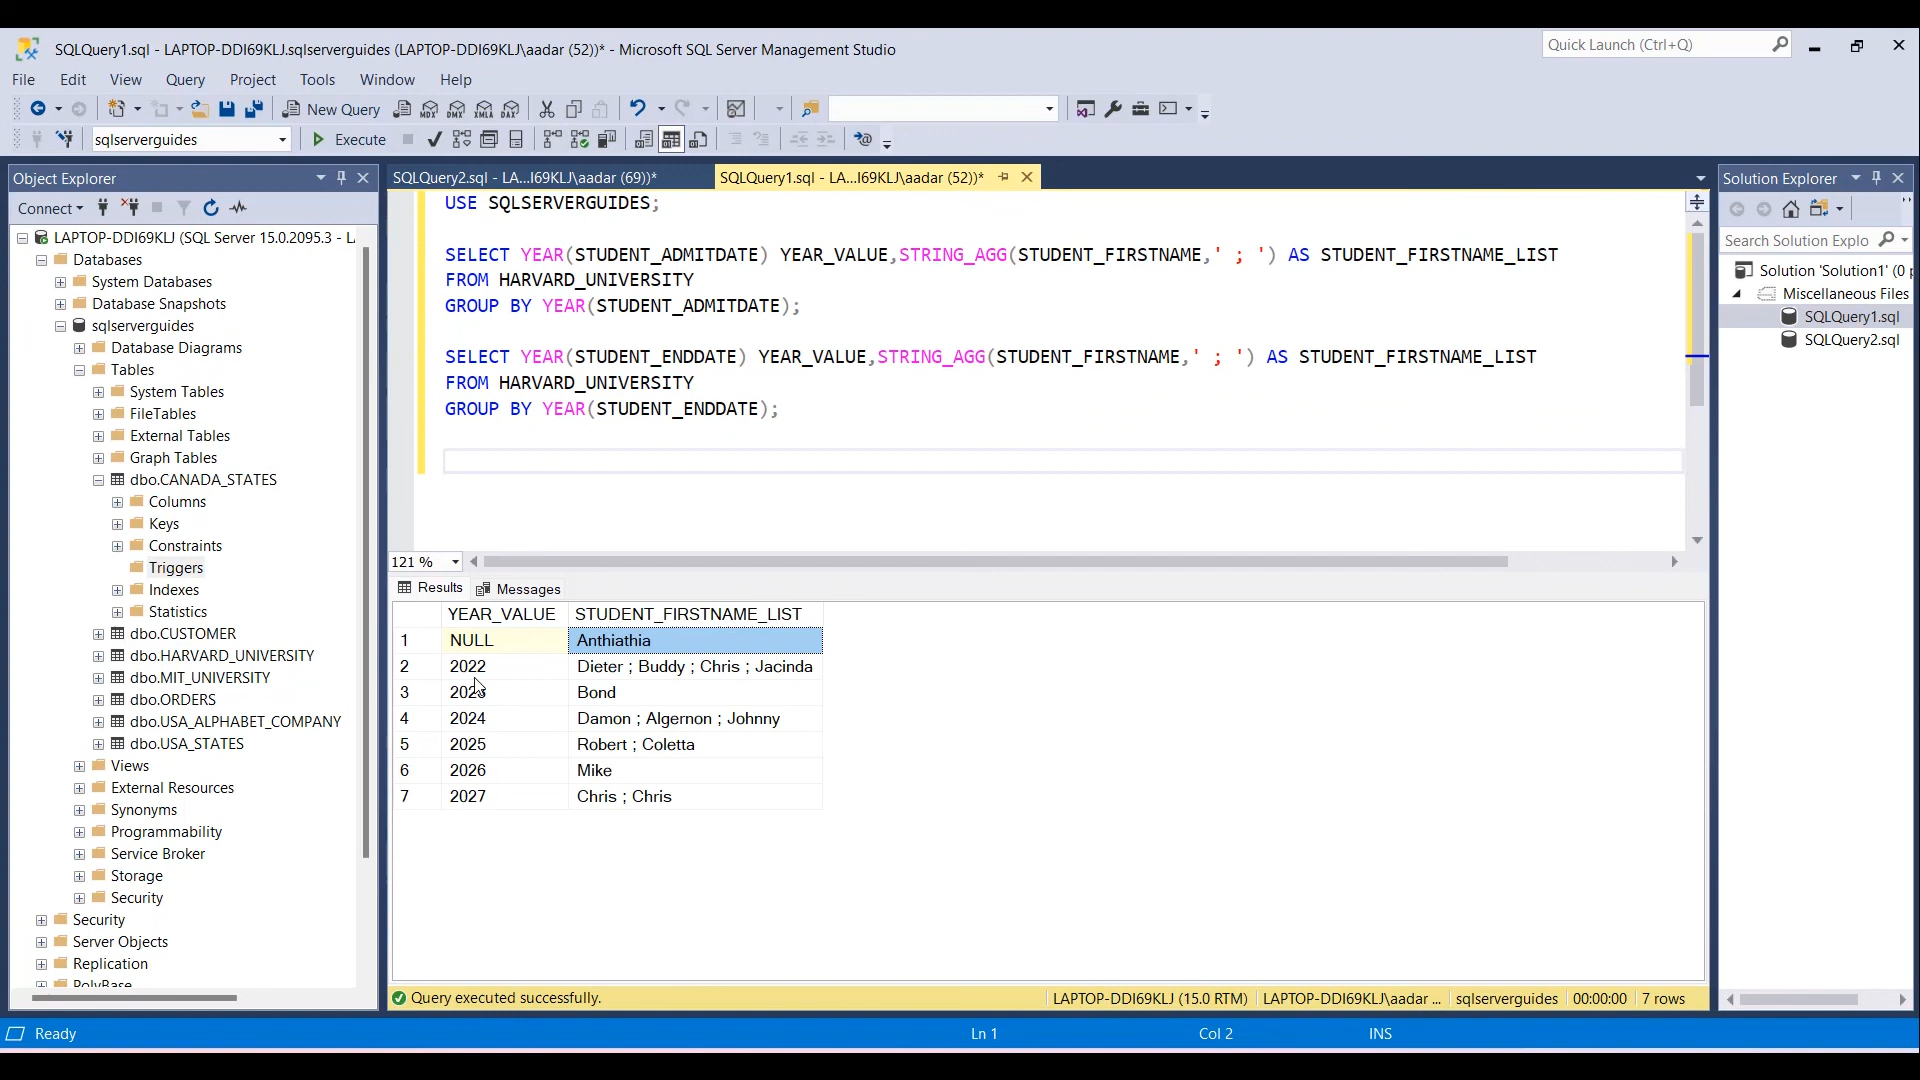 SQLQuery1.sql - LAPTOP-DDI69KLJ.sqlserverguides (LAPTOP-DDI69KLJ\aadar (52))* - Microsoft SQL Server Management Studio
Quick Launch (Ctrl+Q)
File Edit View Query Project Tools Window Help
New Query
MDX DMX XMLA DAX
sqlserverguides
Execute
Object Explorer
Connect
LAPTOP-DDI69KLJ (SQL Server 15.0.2095.3 - L
Databases
System Databases
Database Snapshots
sqlserverguides
Database Diagrams
Tables
System Tables
FileTables
External Tables
Graph Tables
dbo.CANADA_STATES
Columns
Keys
Constraints
Triggers
Indexes
Statistics
dbo.CUSTOMER
dbo.HARVARD_UNIVERSITY
dbo.MIT_UNIVERSITY
dbo.ORDERS
dbo.USA_ALPHABET_COMPANY
dbo.USA_STATES
Views
External Resources
Synonyms
Programmability
Service Broker
Storage
Security
Security
Server Objects
Replication
PolyBase
SQLQuery2.sql - LA...I69KLJ\aadar (69))*
SQLQuery1.sql - LA...I69KLJ\aadar (52))*
USE SQLSERVERGUIDES;
SELECT YEAR(STUDENT_ADMITDATE) YEAR_VALUE,STRING_AGG(STUDENT_FIRSTNAME,' ; ') AS STUDENT_FIRSTNAME_LIST
FROM HARVARD_UNIVERSITY
GROUP BY YEAR(STUDENT_ADMITDATE);
SELECT YEAR(STUDENT_ENDDATE) YEAR_VALUE,STRING_AGG(STUDENT_FIRSTNAME,' ; ') AS STUDENT_FIRSTNAME_LIST
FROM HARVARD_UNIVERSITY
GROUP BY YEAR(STUDENT_ENDDATE);
121 %
Results Messages
YEAR_VALUE STUDENT_FIRSTNAME_LIST
1 NULL Anthiathia
2 2022 Dieter ; Buddy ; Chris ; Jacinda
3 2023 Bond
4 2024 Damon ; Algernon ; Johnny
5 2025 Robert ; Coletta
6 2026 Mike
7 2027 Chris ; Chris
Query executed successfully.
LAPTOP-DDI69KLJ (15.0 RTM) LAPTOP-DDI69KLJ\aadar ... sqlserverguides 00:00:00 7 rows
Solution Explorer
Search Solution Explo
Solution 'Solution1' (0 p
Miscellaneous Files
SQLQuery1.sql
SQLQuery2.sql
Ready
Ln 1
Col 2
INS